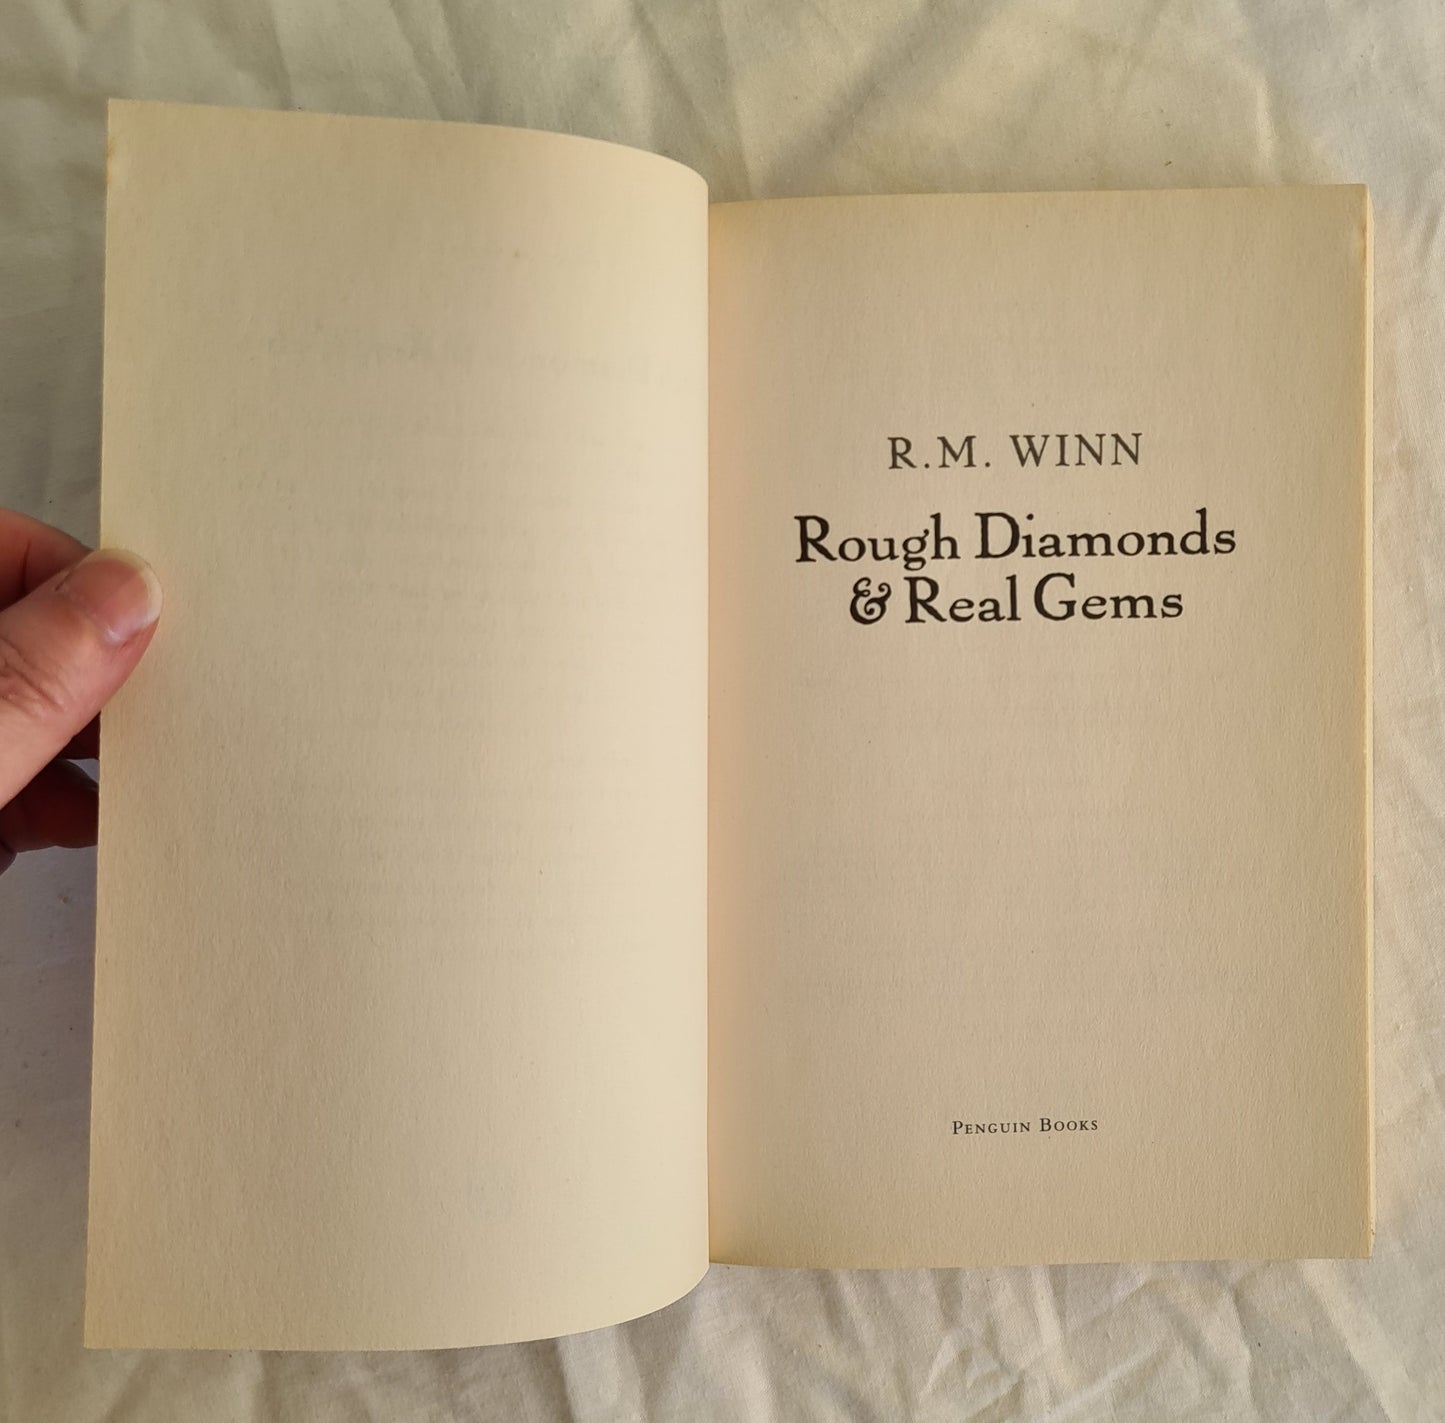 R.M. WINN
Rough Diamonds
& Real Gems
PENGUIN BOOKS